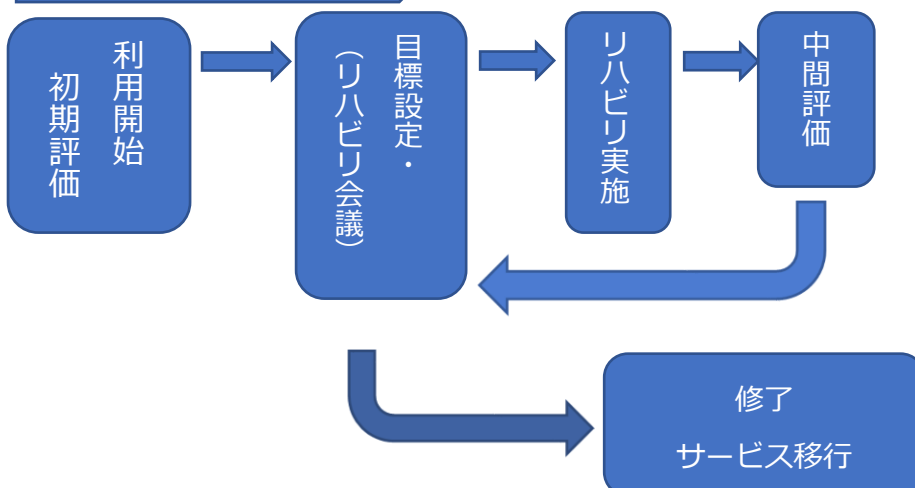 利用開始
初期評価
目標設定・
（リハビリ会議）
リハビリ実施
中間評価
修了
サービス移行